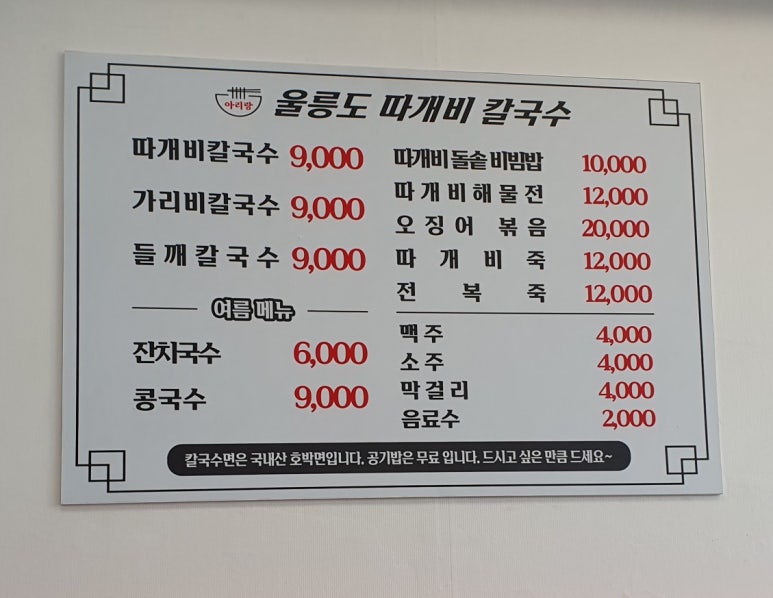 아리랑
울릉도 따개비 칼국수
따개비칼국수 9,000
가리비칼국수 9,000
들깨칼국수 9,000
여름 메뉴
잔치국수 6,000
콩국수 9,000
따개비돌솥 비빔밥 10,000
따개비해물전 12,000
오징어 볶음 20,000
따개비죽 12,000
전복죽 12,000
맥주 4,000
소주 4,000
막걸리 4,000
음료수 2,000
칼국수면은 국내산 호박면입니다. 공기밥은 무료 입니다. 드시고 싶은 만큼 드세요~